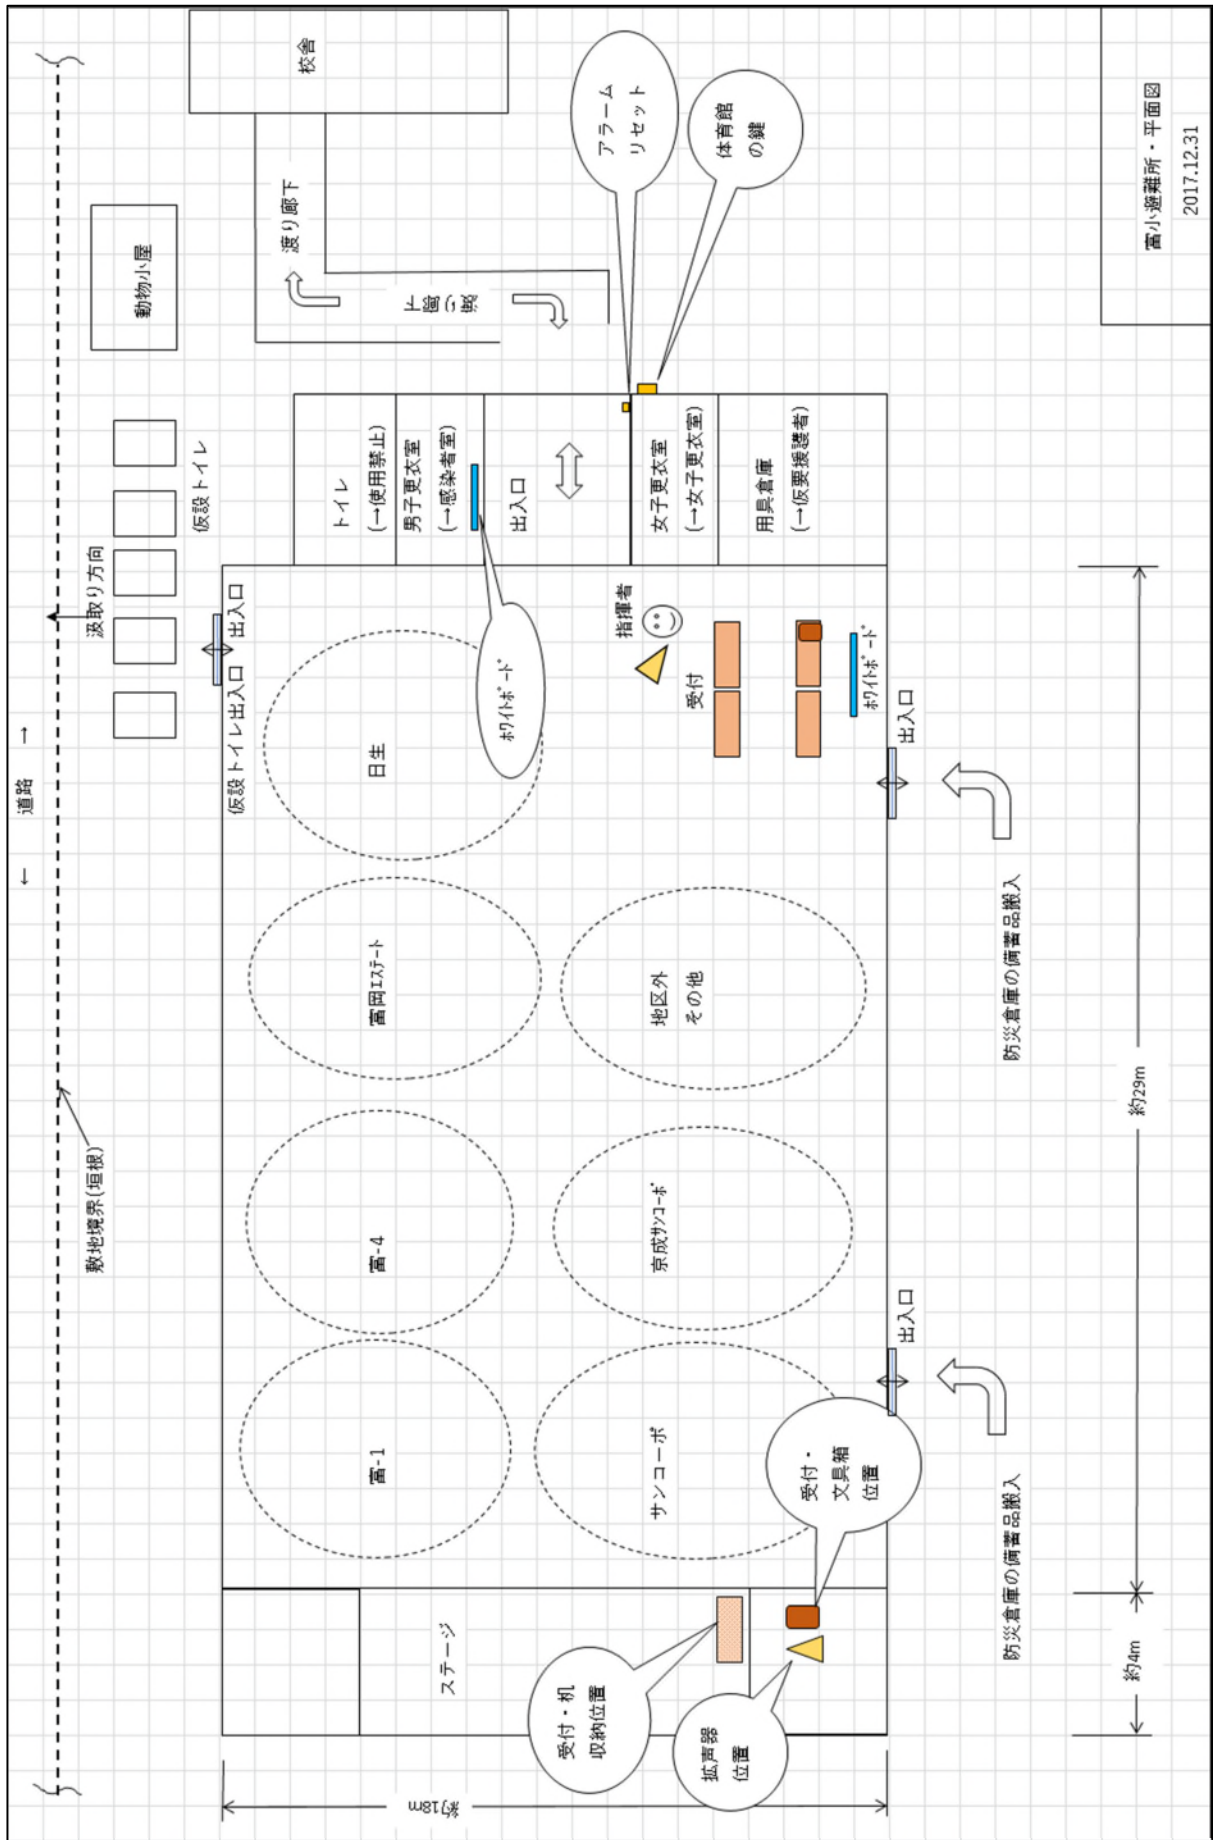 道路
← →
敷地境界(垣根)
汲取り方向
仮設トイレ
動物小屋
校舎
渡り廊下
渡り廊下
仮設トイレ出入口
出入口
トイレ
(→使用禁止)
男子更衣室
(→感染者室)
出入口
女子更衣室
(→女子更衣室)
用具倉庫
(→仮要援護者)
アラーム
リセット
体育館
の鍵
ホワイトボード
富-1
富-4
富岡エステート
日生
サンコーポ
京成サンコーポ
地区外
その他
指揮者
受付
ホワイトボード
ステージ
受付・机
収納位置
拡声器
位置
受付・
文具箱
位置
出入口
出入口
防災倉庫の備蓄品搬入
防災倉庫の備蓄品搬入
約18m
約4m
約29m
富小避難所・平面図
2017.12.31